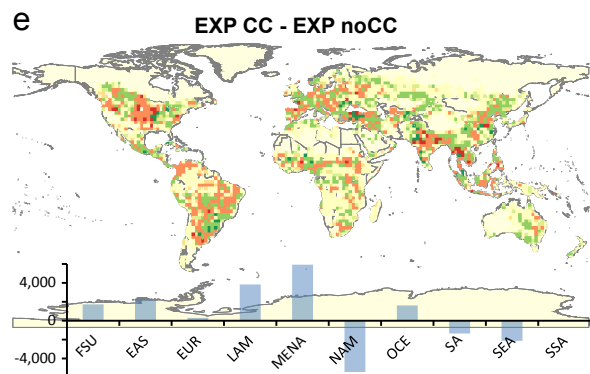 e
EXP CC - EXP noCC
4,000
0
-4,000
FSU EAS EUR LAM MENA NAM OCE SA SEA SSA